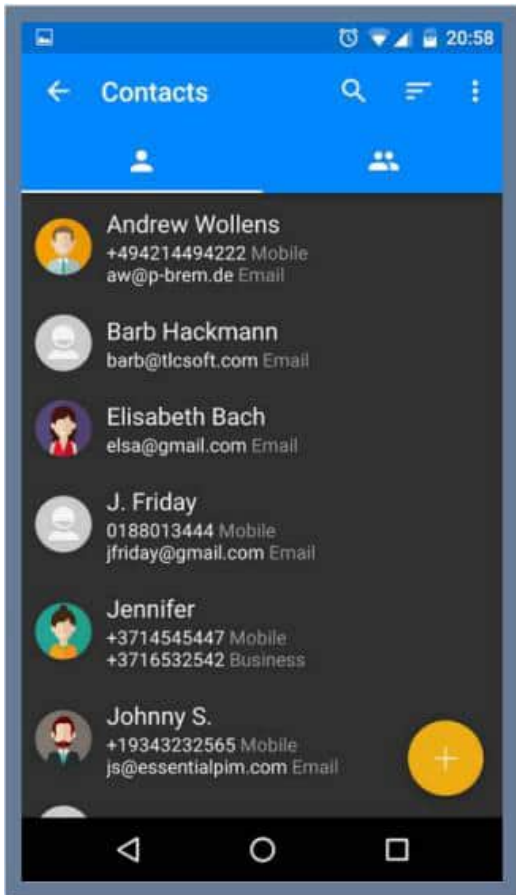 20:58
Contacts
Andrew Wollens
+494214494222 Mobile
aw@p-brem.de Email
Barb Hackmann
barb@tlcsoft.com Email
Elisabeth Bach
elsa@gmail.com Email
J. Friday
0188013444 Mobile
jfriday@gmail.com Email
Jennifer
+3714545447 Mobile
+3716532542 Business
Johnny S.
+19343232565 Mobile
js@essentialpim.com Email